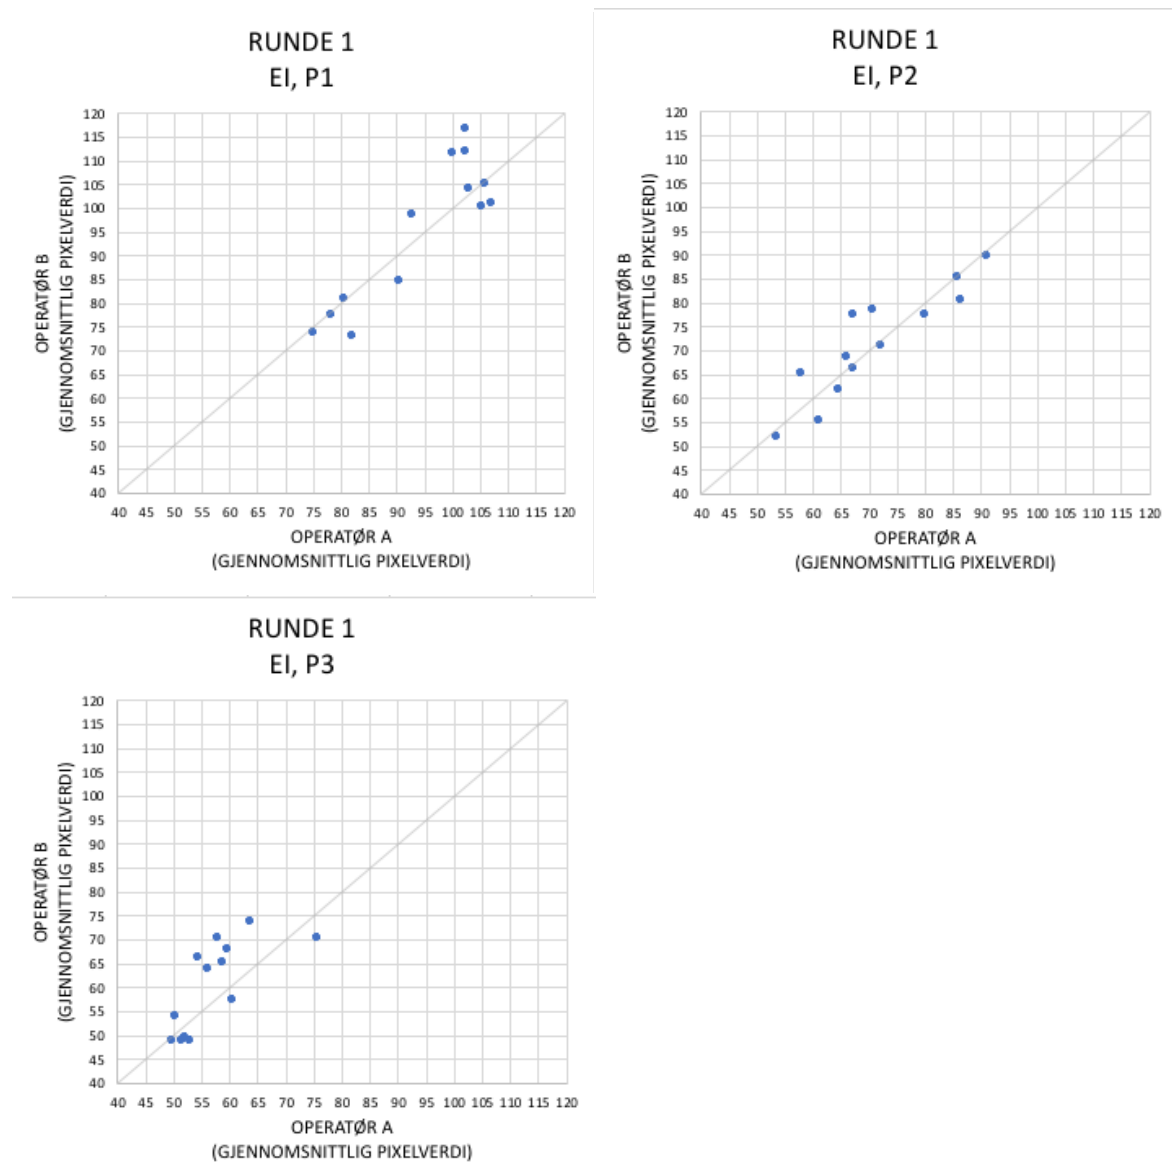 RUNDE 1
EI, P1
OPERATØR B
(GJENNOMSNITTLIG PIXELVERDI)
120
115
110
105
100
95
90
85
80
75
70
65
60
55
50
45
40
40 45 50 55 60 65 70 75 80 85 90 95 100 105 110 115 120
OPERATØR A
(GJENNOMSNITTLIG PIXELVERDI)
RUNDE 1
EI, P2
OPERATØR B
(GJENNOMSNITTLIG PIXELVERDI)
120
115
110
105
100
95
90
85
80
75
70
65
60
55
50
45
40
40 45 50 55 60 65 70 75 80 85 90 95 100 105 110 115 120
OPERATØR A
(GJENNOMSNITTLIG PIXELVERDI)
RUNDE 1
EI, P3
OPERATØR B
(GJENNOMSNITTLIG PIXELVERDI)
120
115
110
105
100
95
90
85
80
75
70
65
60
55
50
45
40
40 45 50 55 60 65 70 75 80 85 90 95 100 105 110 115 120
OPERATØR A
(GJENNOMSNITTLIG PIXELVERDI)